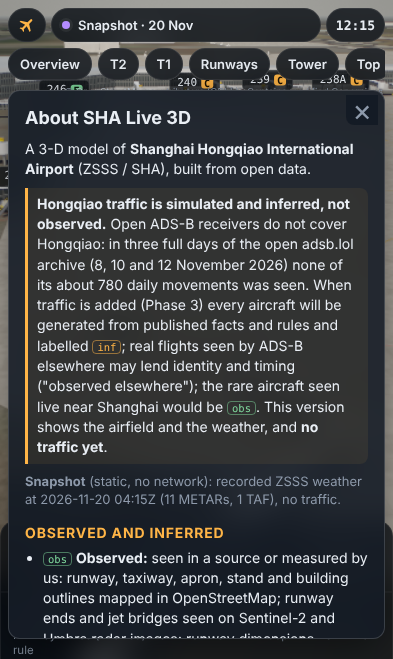 Snapshot · 20 Nov
12:15
Overview
T2
T1
Runways
Tower
Top
240 C
238A C
About SHA Live 3D
A 3-D model of Shanghai Hongqiao International
Airport (ZSSS / SHA), built from open data.
Hongqiao traffic is simulated and inferred, not
observed. Open ADS-B receivers do not cover
Hongqiao: in three full days of the open adsb.lol
archive (8, 10 and 12 November 2026) none of
its about 780 daily movements was seen. When
traffic is added (Phase 3) every aircraft will be
generated from published facts and rules and
labelled inf; real flights seen by ADS-B
elsewhere may lend identity and timing
("observed elsewhere"); the rare aircraft seen
live near Shanghai would be obs. This version
shows the airfield and the weather, and no
traffic yet.
Snapshot (static, no network): recorded ZSSS weather
at 2026-11-20 04:15Z (11 METARs, 1 TAF), no traffic.
OBSERVED AND INFERRED
• obs Observed: seen in a source or measured by
us: runway, taxiway, apron, stand and building
outlines mapped in OpenStreetMap; runway
ends and jet bridges seen on Sentinel-2 and
Umbra radar images; runway dimensions
rule